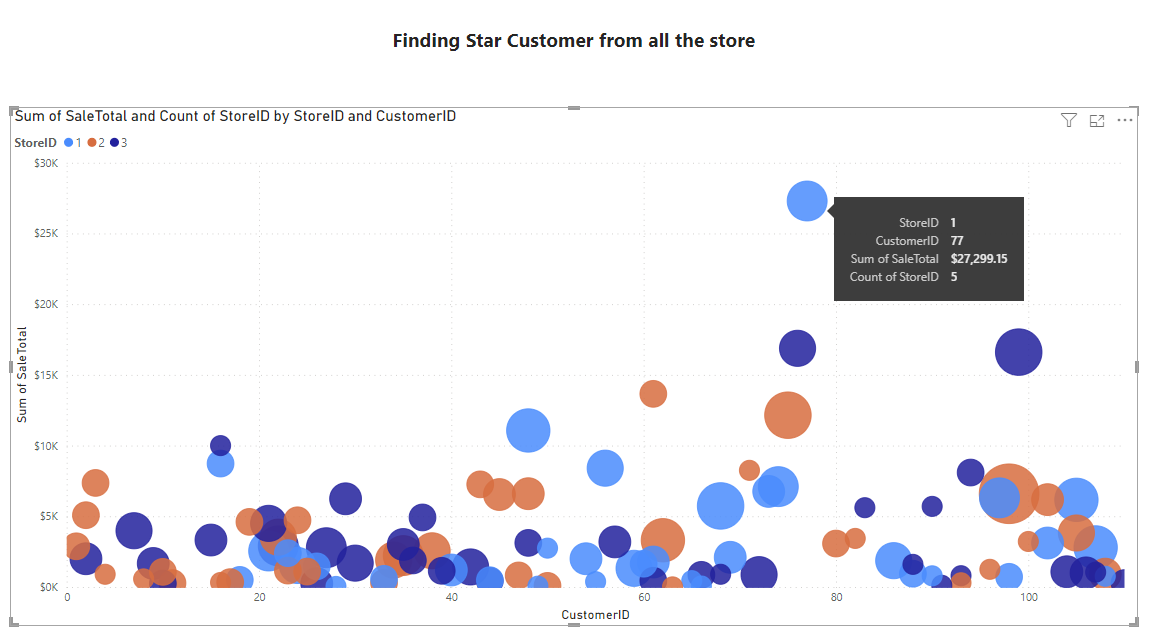 Finding Star Customer from all the store
Sum of SaleTotal and Count of StoreID by StoreID and CustomerID
StoreID 1 2 3
$30K
$25K
$20K
$15K
$10K
$5K
$0K
Sum of SaleTotal
StoreID 1
CustomerID 77
Sum of SaleTotal $27,299.15
Count of StoreID 5
0 20 40 60 80 100
CustomerID